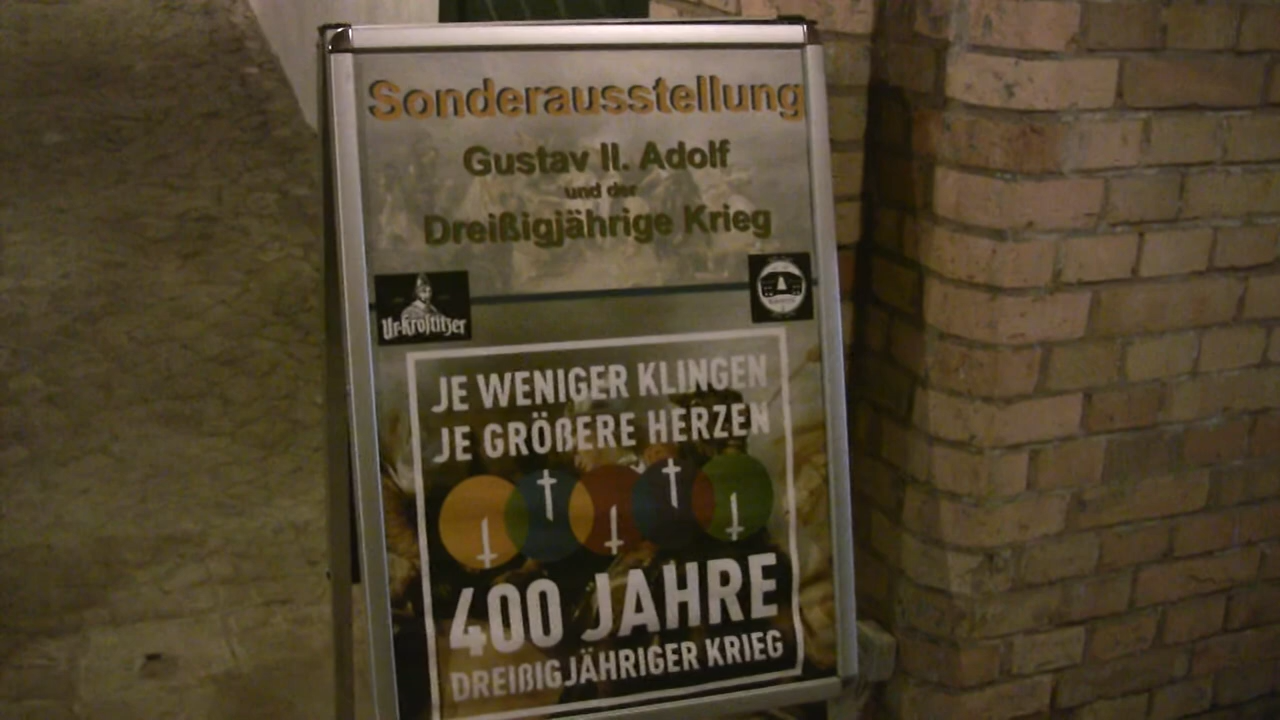 Sonderausstellung
Gustav II. Adolf
und der
Dreißigjährige Krieg
Ur-Krostitzer
JE WENIGER KLINGEN
JE GRÖßERE HERZEN
400 JAHRE
DREIßIGJÄHRIGER KRIEG